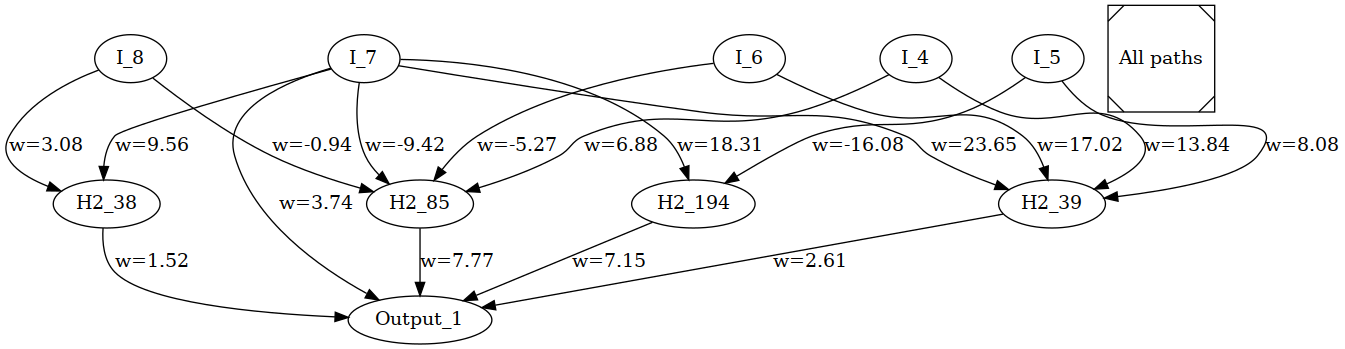 I_8
I_7
I_6
I_4
I_5
All paths
w=3.08
w=9.56
w=-0.94
w=-9.42
w=-5.27
w=6.88
w=18.31
w=-16.08
w=23.65
w=17.02
w=13.84
w=8.08
H2_38
w=3.74
H2_85
H2_194
H2_39
w=1.52
w=7.77
w=7.15
w=2.61
Output_1